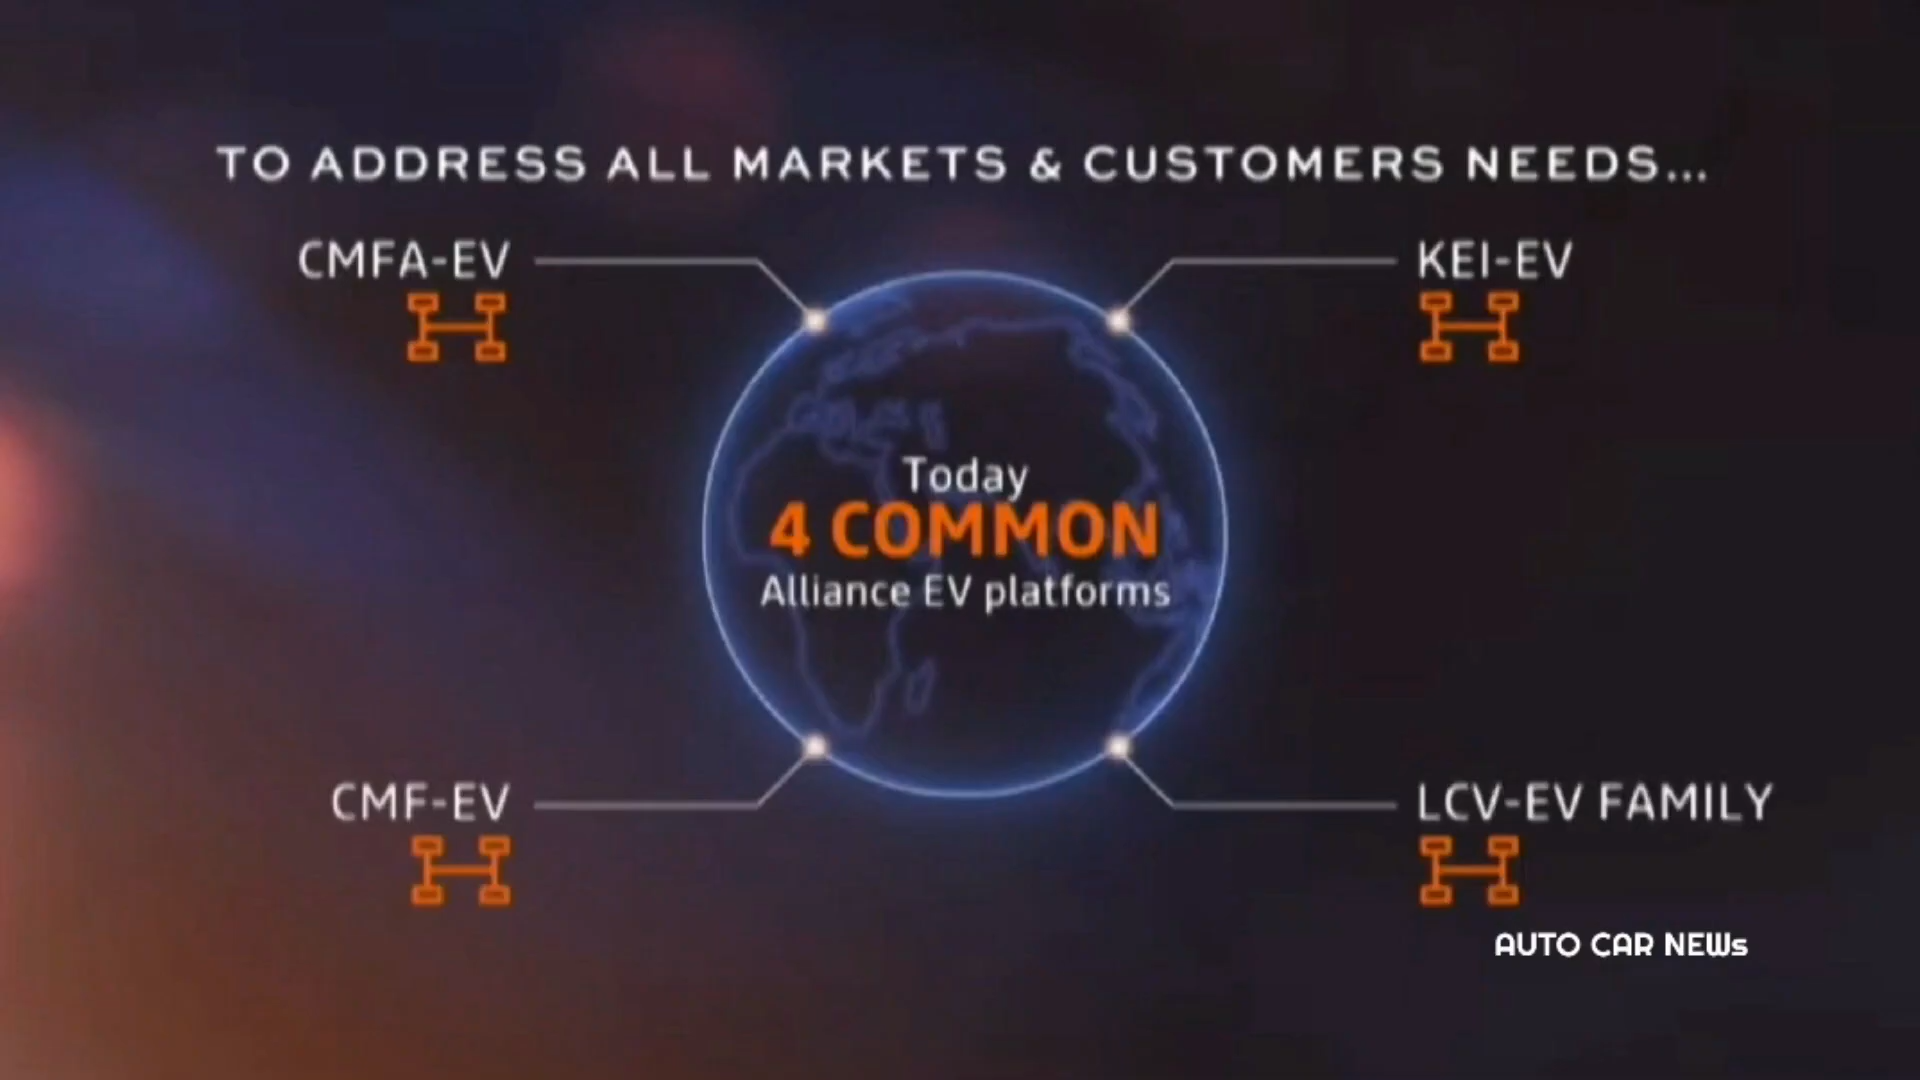 TO ADDRESS ALL MARKETS & CUSTOMERS NEEDS...
CMFA-EV
KEI-EV
Today
4 COMMON
Alliance EV platforms
CMF-EV
LCV-EV FAMILY
AUTO CAR NEWs